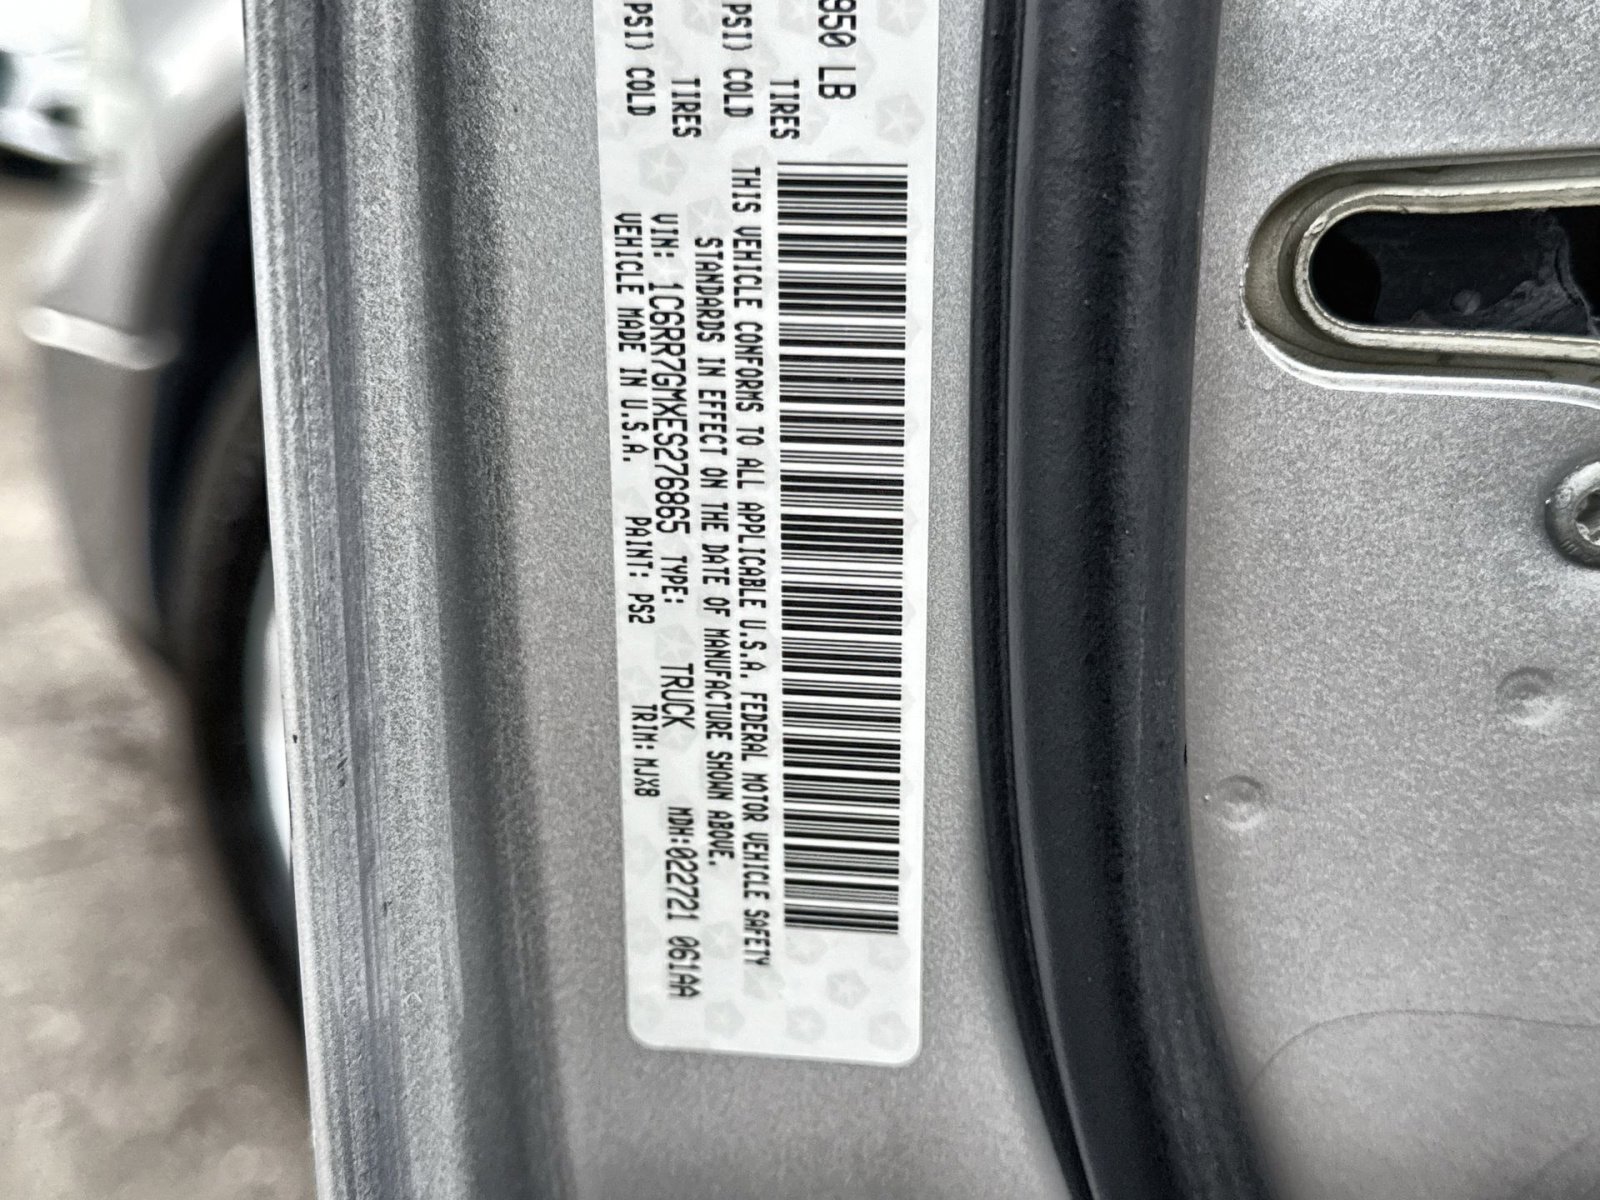 950 LB
TIRES
PSI) COLD
TIRES
PSI) COLD
THIS VEHICLE CONFORMS TO ALL APPLICABLE U.S.A. FEDERAL MOTOR VEHICLE SAFETY
STANDARDS IN EFFECT ON THE DATE OF MANUFACTURE SHOWN ABOVE.
VIN: 1C6RR7GMXES276865 TYPE: TRUCK MDH:022721 061AA
VEHICLE MADE IN U.S.A. PAINT: PS2 TRIM: MJX8